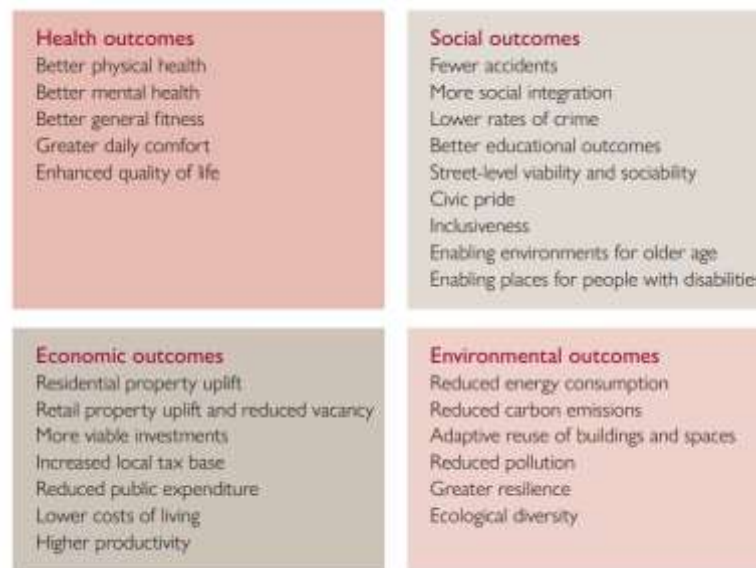 Health outcomes
Better physical health
Better mental health
Better general fitness
Greater daily comfort
Enhanced quality of life
Social outcomes
Fewer accidents
More social integration
Lower rates of crime
Better educational outcomes
Street-level viability and sociability
Civic pride
Inclusiveness
Enabling environments for older age
Enabling places for people with disabilitie
Economic outcomes
Residential property uplift
Retail property uplift and reduced vacancy
More viable investments
Increased local tax base
Reduced public expenditure
Lower costs of living
Higher productivity
Environmental outcomes
Reduced energy consumption
Reduced carbon emissions
Adaptive reuse of buildings and spaces
Reduced pollution
Greater resilience
Ecological diversity